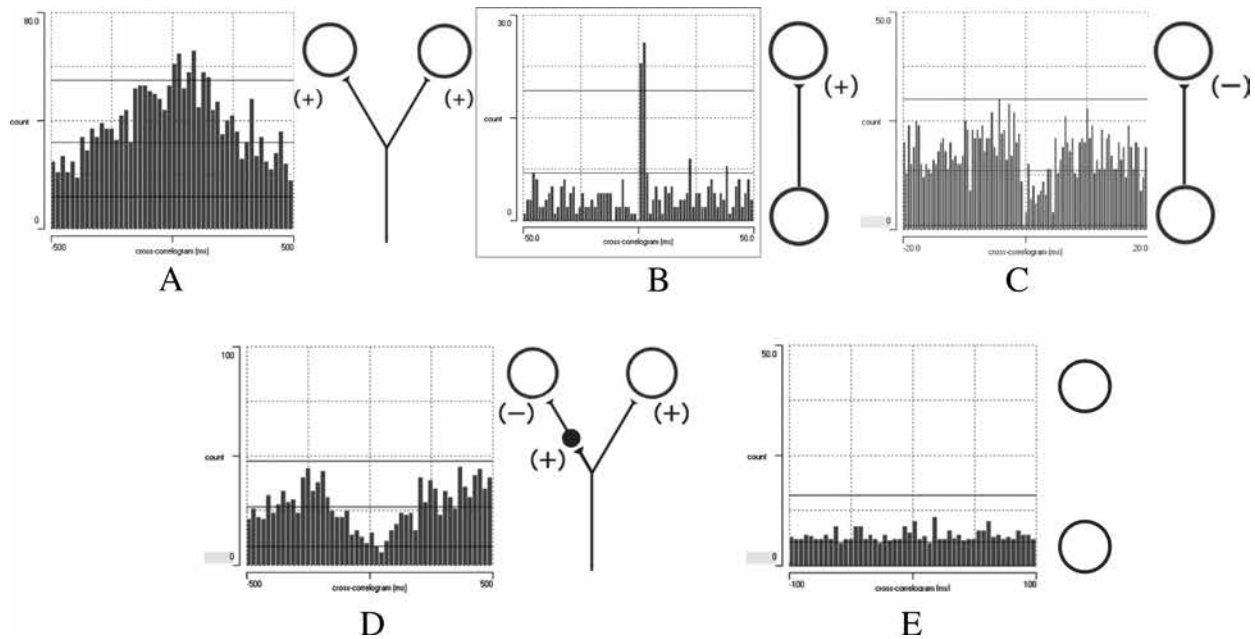 80.0
count
0
-500
500
cross-correlogram (ms)
(+)
(+)
A
30.0
count
0
-50.0
50.0
cross-correlogram (ms)
(+)
B
50.0
count
0
-20.0
20.0
cross-correlogram (ms)
(−)
C
100
count
0
-500
500
cross-correlogram (ms)
(−)
(+)
(+)
D
50.0
count
0
-100
100
cross-correlogram (ms)
E